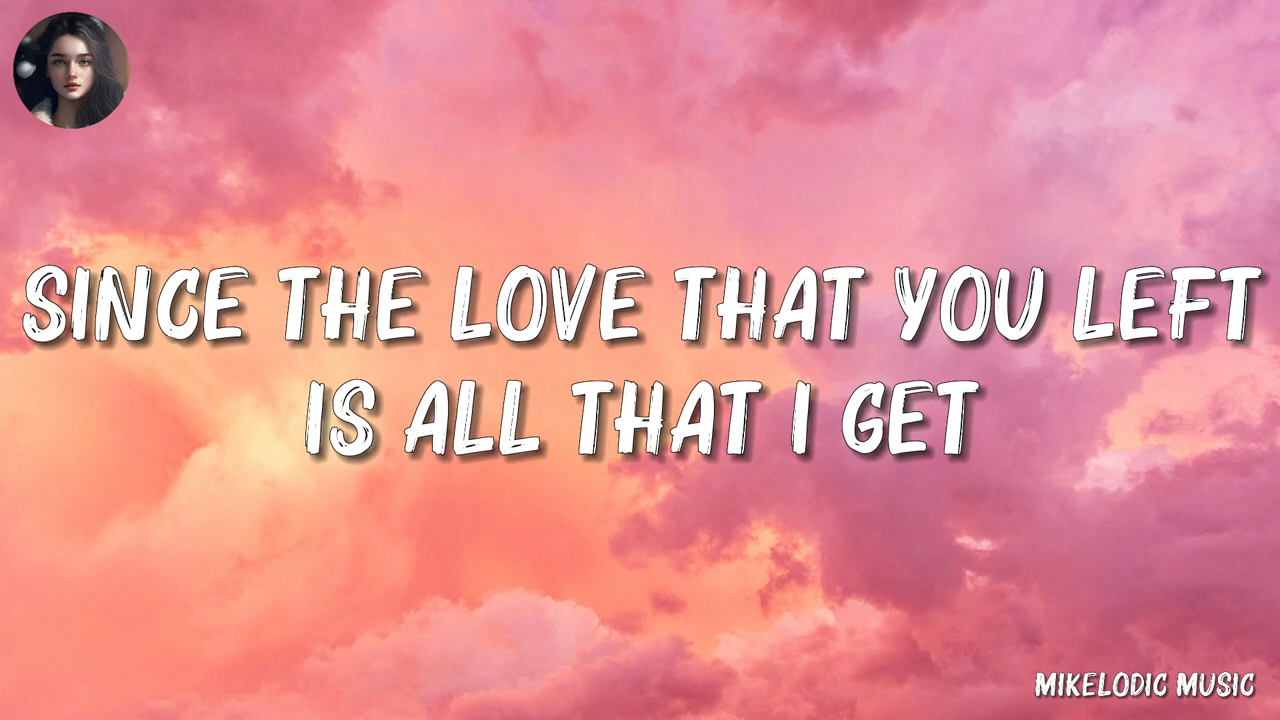 SINCE THE LOVE THAT YOU LEFT
IS ALL THAT I GET
MIKELODIC MUSIC